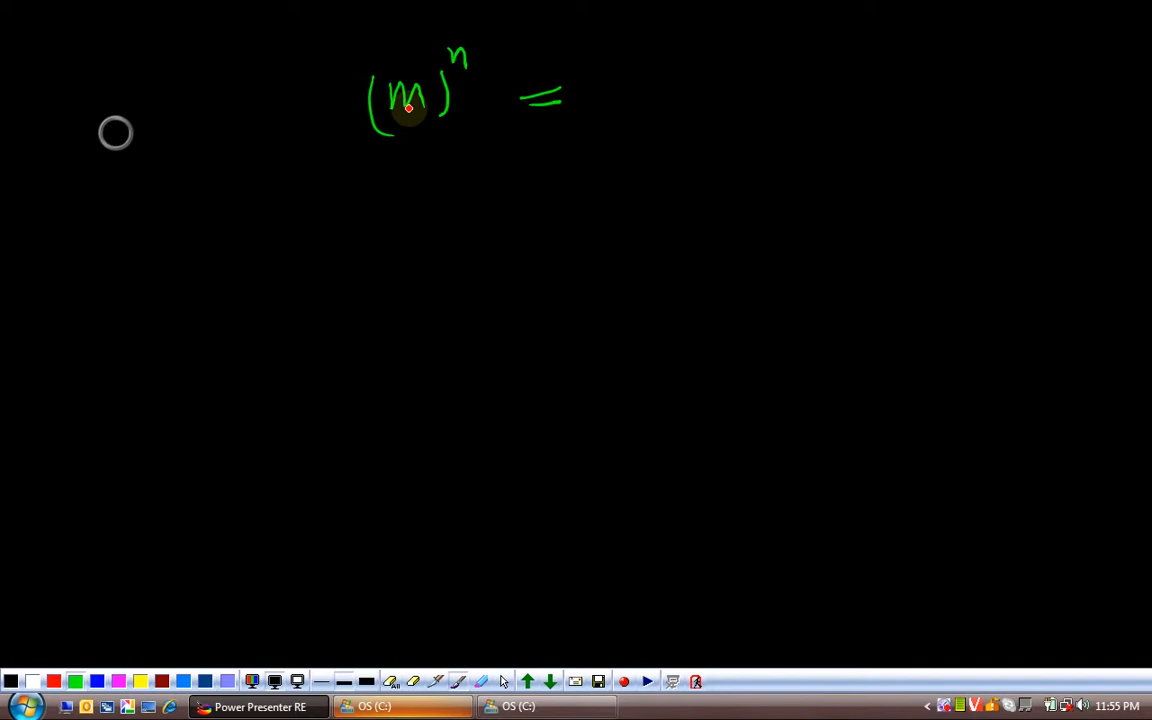 (m)^n =
Power Presenter RE
OS (C:)
OS (C:)
11:55 PM